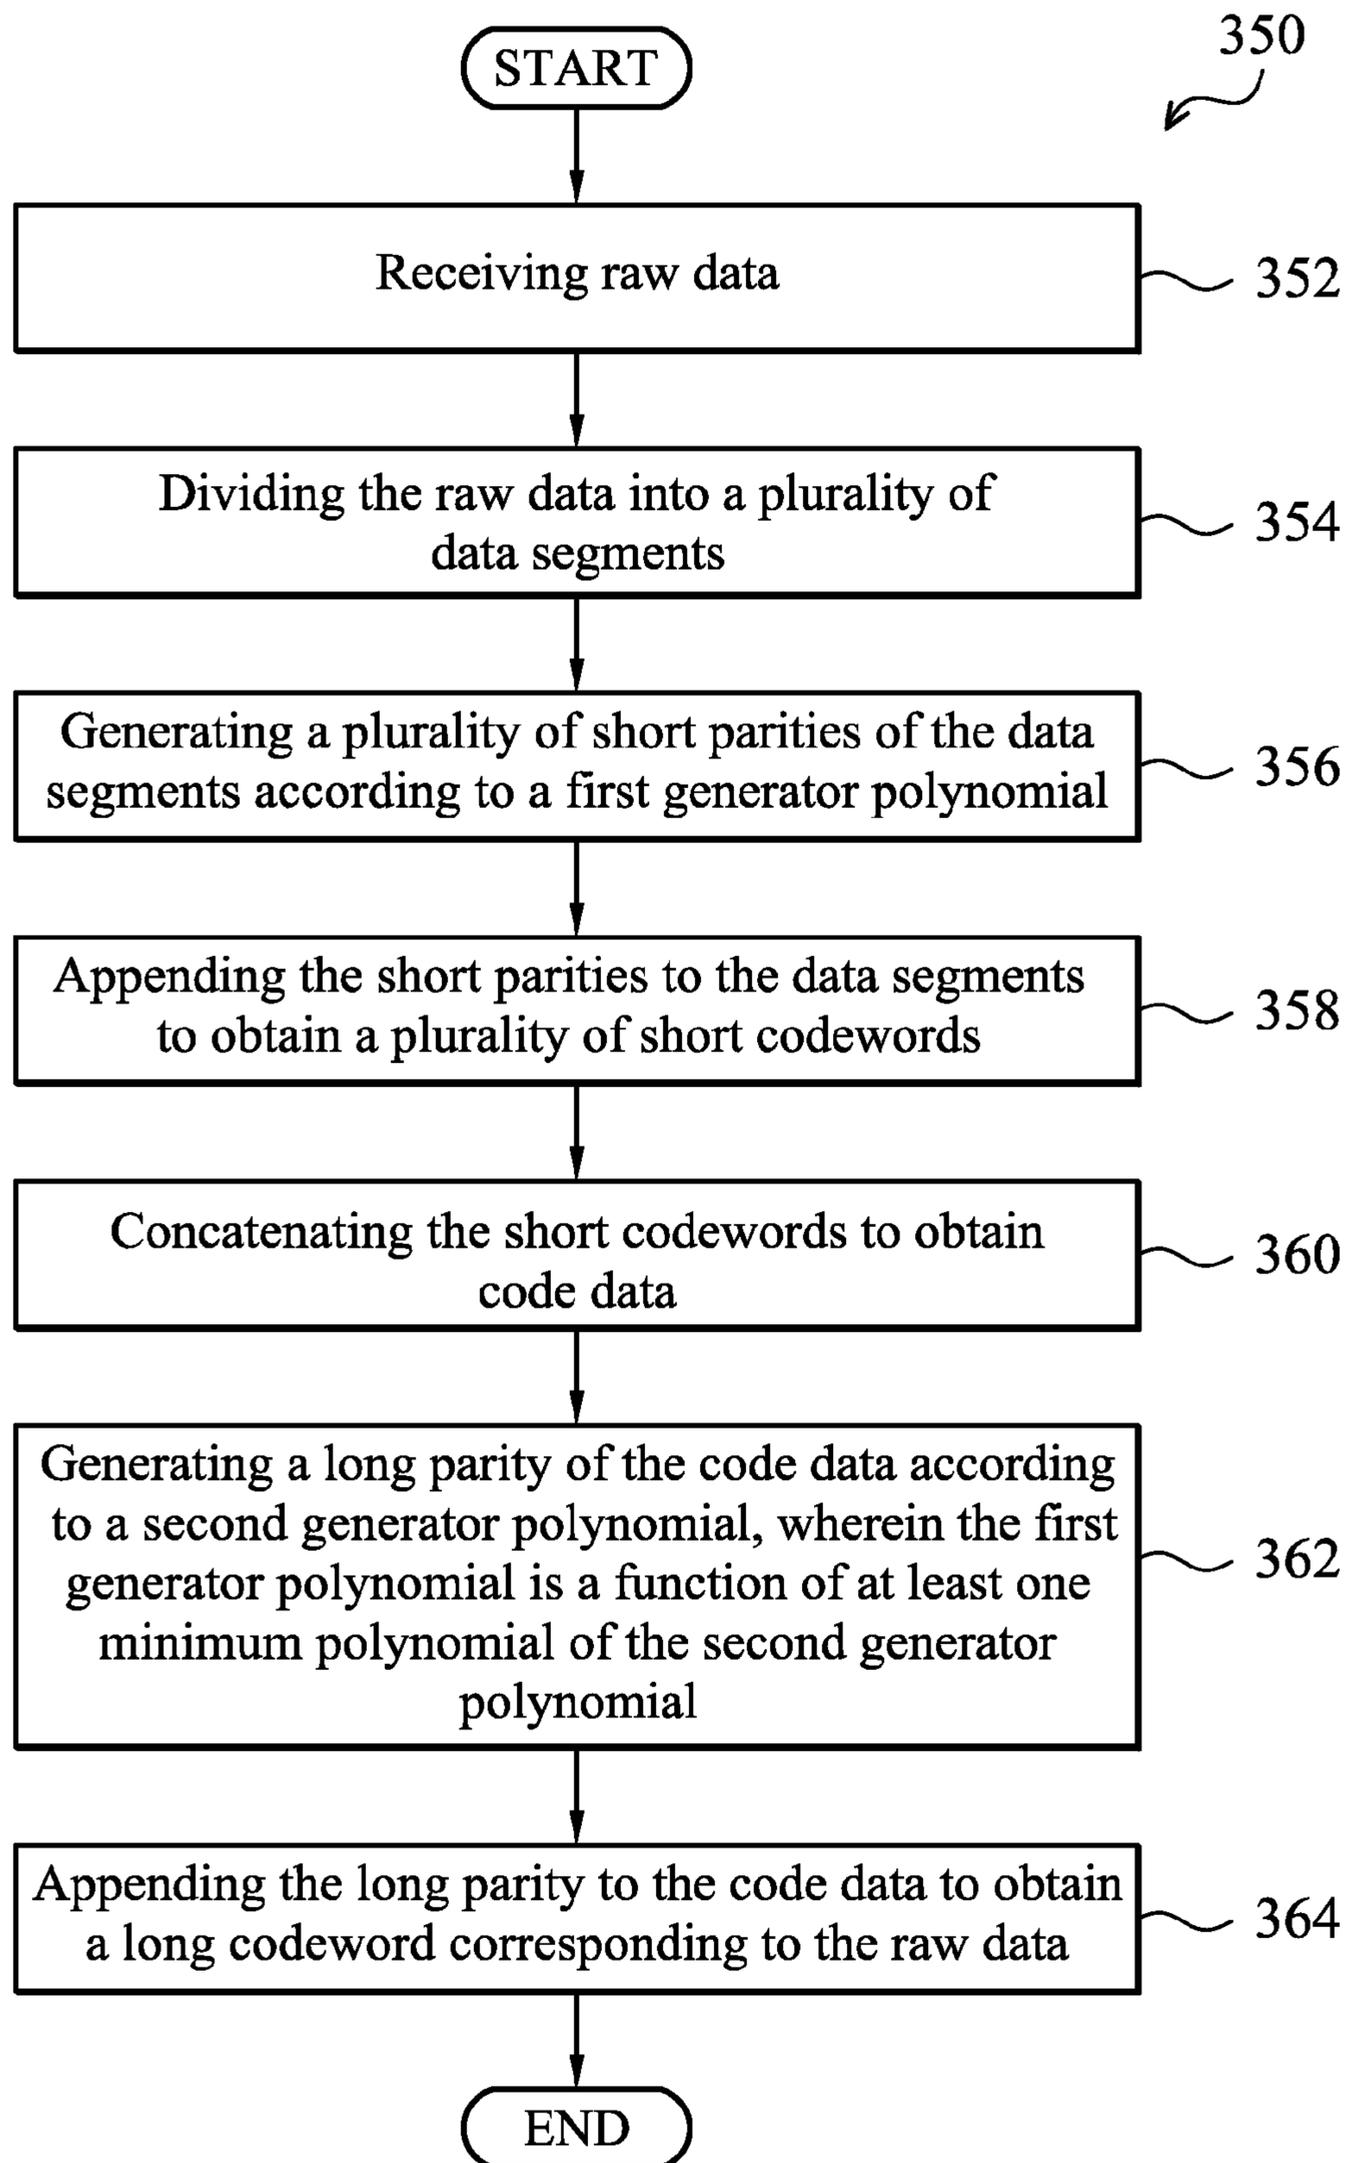 350
START
Receiving raw data
352
Dividing the raw data into a plurality of
data segments
354
Generating a plurality of short parities of the data
segments according to a first generator polynomial
356
Appending the short parities to the data segments
to obtain a plurality of short codewords
358
Concatenating the short codewords to obtain
code data
360
Generating a long parity of the code data according
to a second generator polynomial, wherein the first
generator polynomial is a function of at least one
minimum polynomial of the second generator
polynomial
362
Appending the long parity to the code data to obtain
a long codeword corresponding to the raw data
364
END